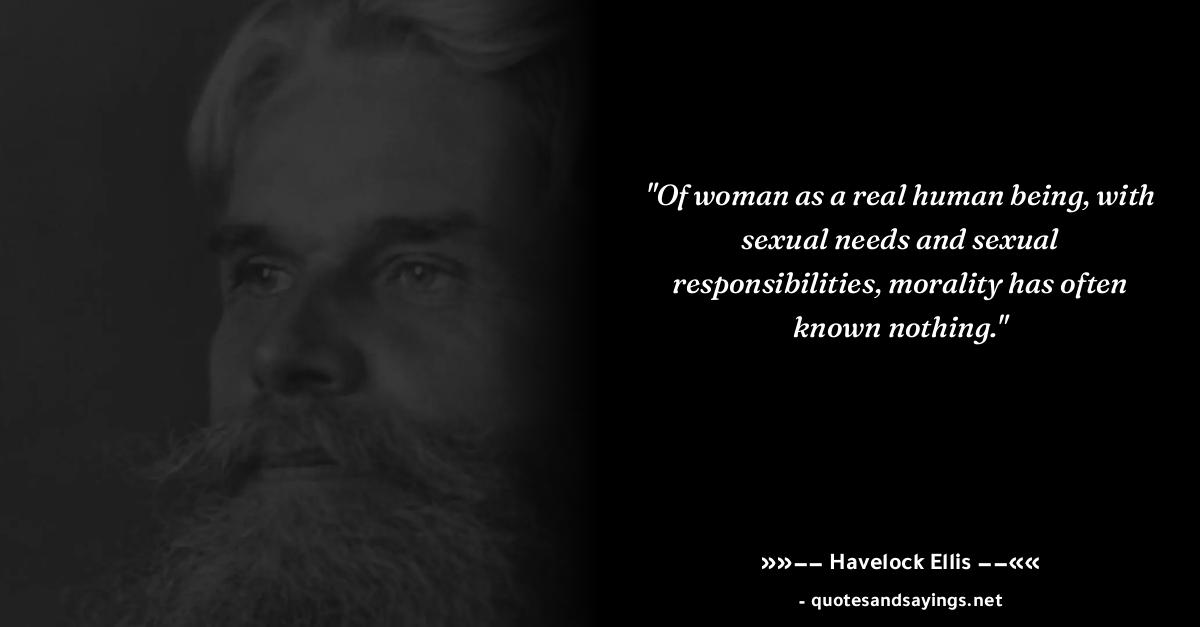 "Of woman as a real human being, with
sexual needs and sexual
responsibilities, morality has often
known nothing."
»»−− Havelock Ellis −−««
- quotesandsayings.net